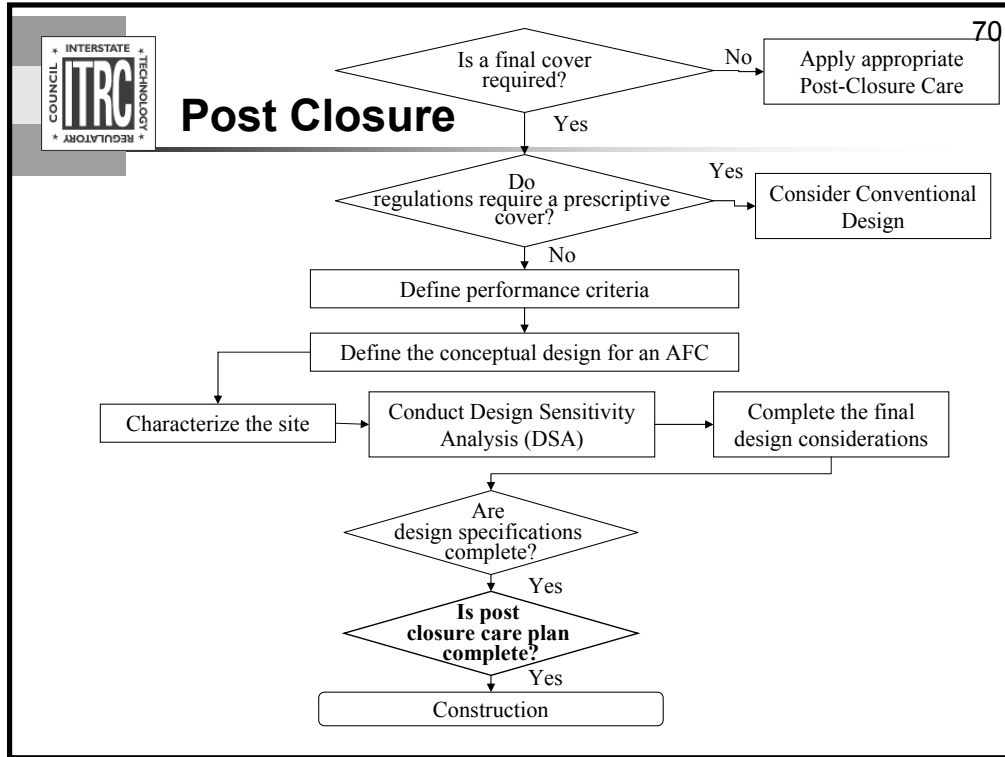 70
INTERSTATE
TECHNOLOGY
REGULATORY
COUNCIL
ITRC
Post Closure
Is a final cover
required?
No
Apply appropriate
Post-Closure Care
Yes
Do
regulations require a prescriptive
cover?
Yes
Consider Conventional
Design
No
Define performance criteria
Define the conceptual design for an AFC
Characterize the site
Conduct Design Sensitivity
Analysis (DSA)
Complete the final
design considerations
Are
design specifications
complete?
Yes
Is post
closure care plan
complete?
Yes
Construction